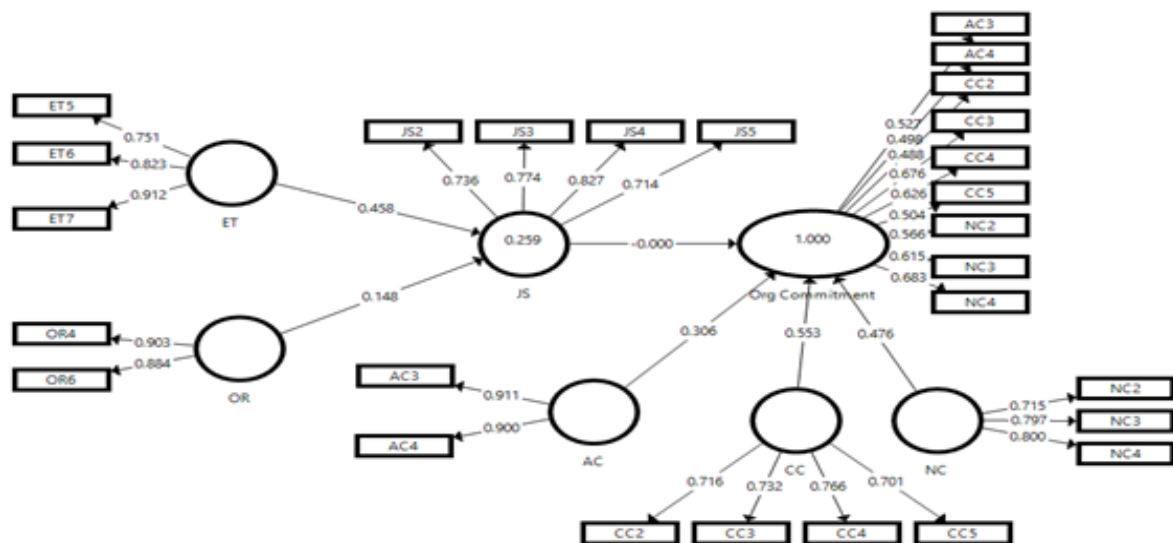 AC3
AC4
CC2
CC3
CC4
CC5
NC2
NC3
NC4
0.527
0.498
0.488
0.676
0.626
0.504
0.566
0.615
0.683
ET5
ET6
ET7
0.751
0.823
0.912
ET
0.458
JS2
JS3
JS4
JS5
0.736
0.774
0.827
0.714
0.259
JS
-0.000
1.000
Org Commitment
0.148
OR4
OR6
0.903
0.884
OR
0.306
0.553
0.476
AC3
AC4
0.911
0.900
AC
CC
0.716
0.732
0.766
0.701
CC2
CC3
CC4
CC5
NC
0.715
0.797
0.800
NC2
NC3
NC4